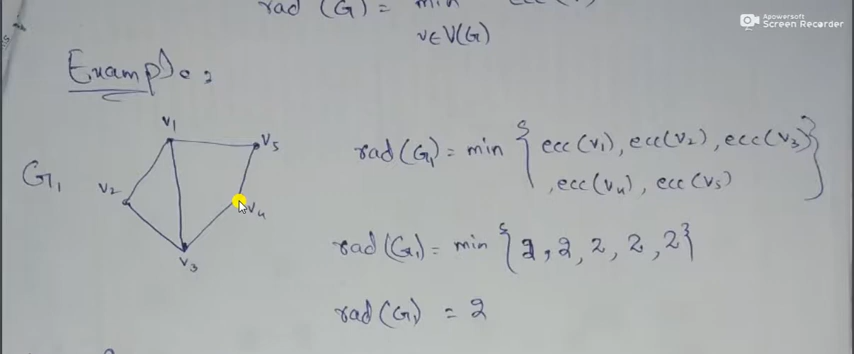 rad (G) = min ecc (v)
v∈V(G)
Apowersoft
Screen Recorder
Example:
G₁
v₁
v₅
v₂
v₄
v₃
rad (G₁) = min { ecc (v₁), ecc (v₂), ecc (v₃)
, ecc (v₄), ecc (v₅) }
rad (G₁) = min { 2, 2, 2, 2, 2 }
rad (G₁) = 2